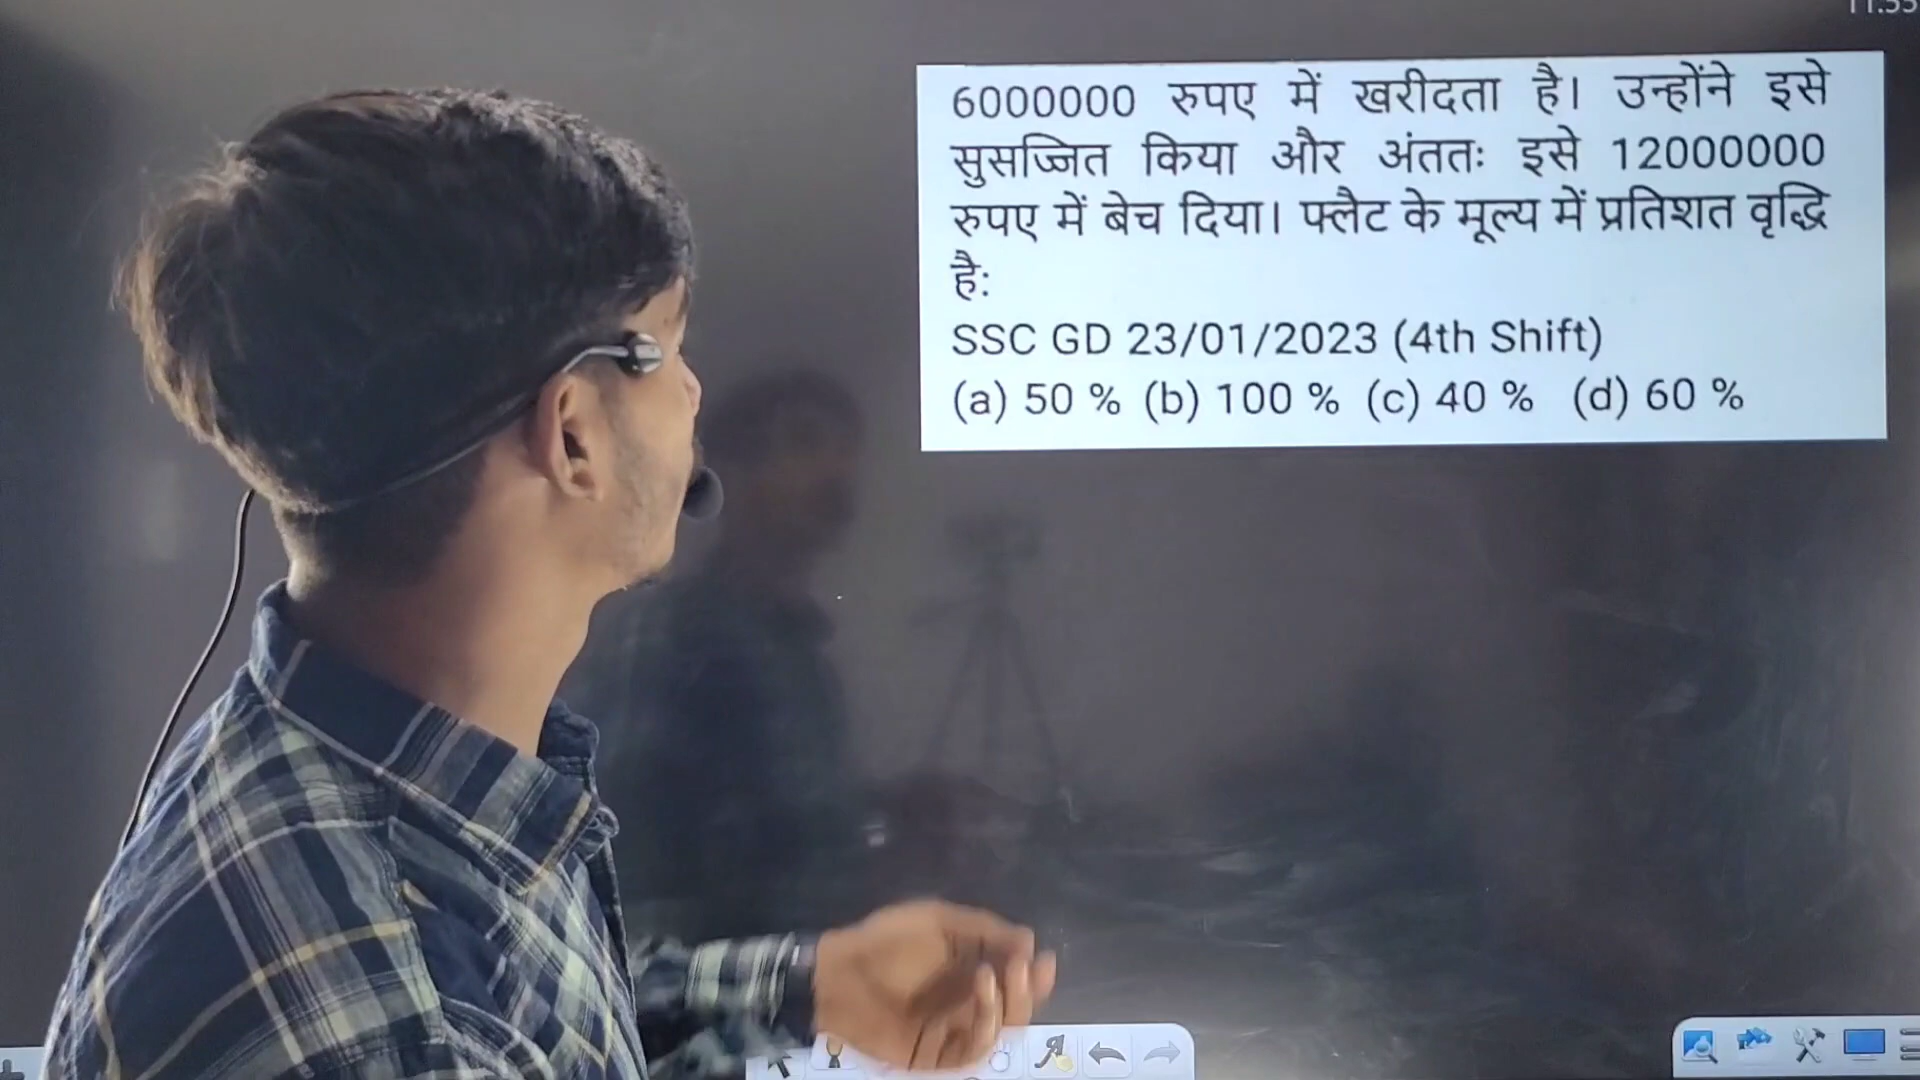 6000000 रुपए में खरीदता है। उन्होंने इसे
सुसज्जित किया और अंततः इसे 12000000
रुपए में बेच दिया। फ्लैट के मूल्य में प्रतिशत वृद्धि
है:
SSC GD 23/01/2023 (4th Shift)
(a) 50 % (b) 100 % (c) 40 % (d) 60 %